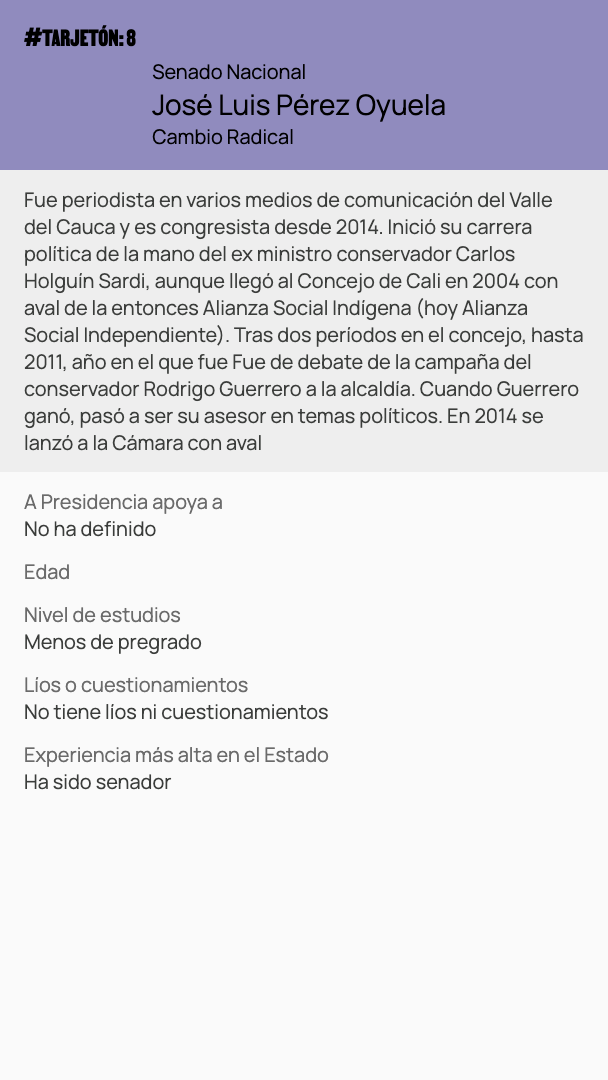 #TARJETÓN: 8
Senado Nacional
José Luis Pérez Oyuela
Cambio Radical
Fue periodista en varios medios de comunicación del Valle
del Cauca y es congresista desde 2014. Inició su carrera
política de la mano del ex ministro conservador Carlos
Holguín Sardi, aunque llegó al Concejo de Cali en 2004 con
aval de la entonces Alianza Social Indígena (hoy Alianza
Social Independiente). Tras dos períodos en el concejo, hasta
2011, año en el que fue Fue de debate de la campaña del
conservador Rodrigo Guerrero a la alcaldía. Cuando Guerrero
ganó, pasó a ser su asesor en temas políticos. En 2014 se
lanzó a la Cámara con aval
A Presidencia apoya a
No ha definido
Edad
Nivel de estudios
Menos de pregrado
Líos o cuestionamientos
No tiene líos ni cuestionamientos
Experiencia más alta en el Estado
Ha sido senador